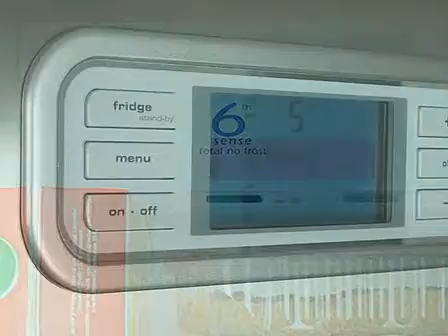 fridge
stand-by
menu
on · off
6th 5
sense
total no frost
+
-